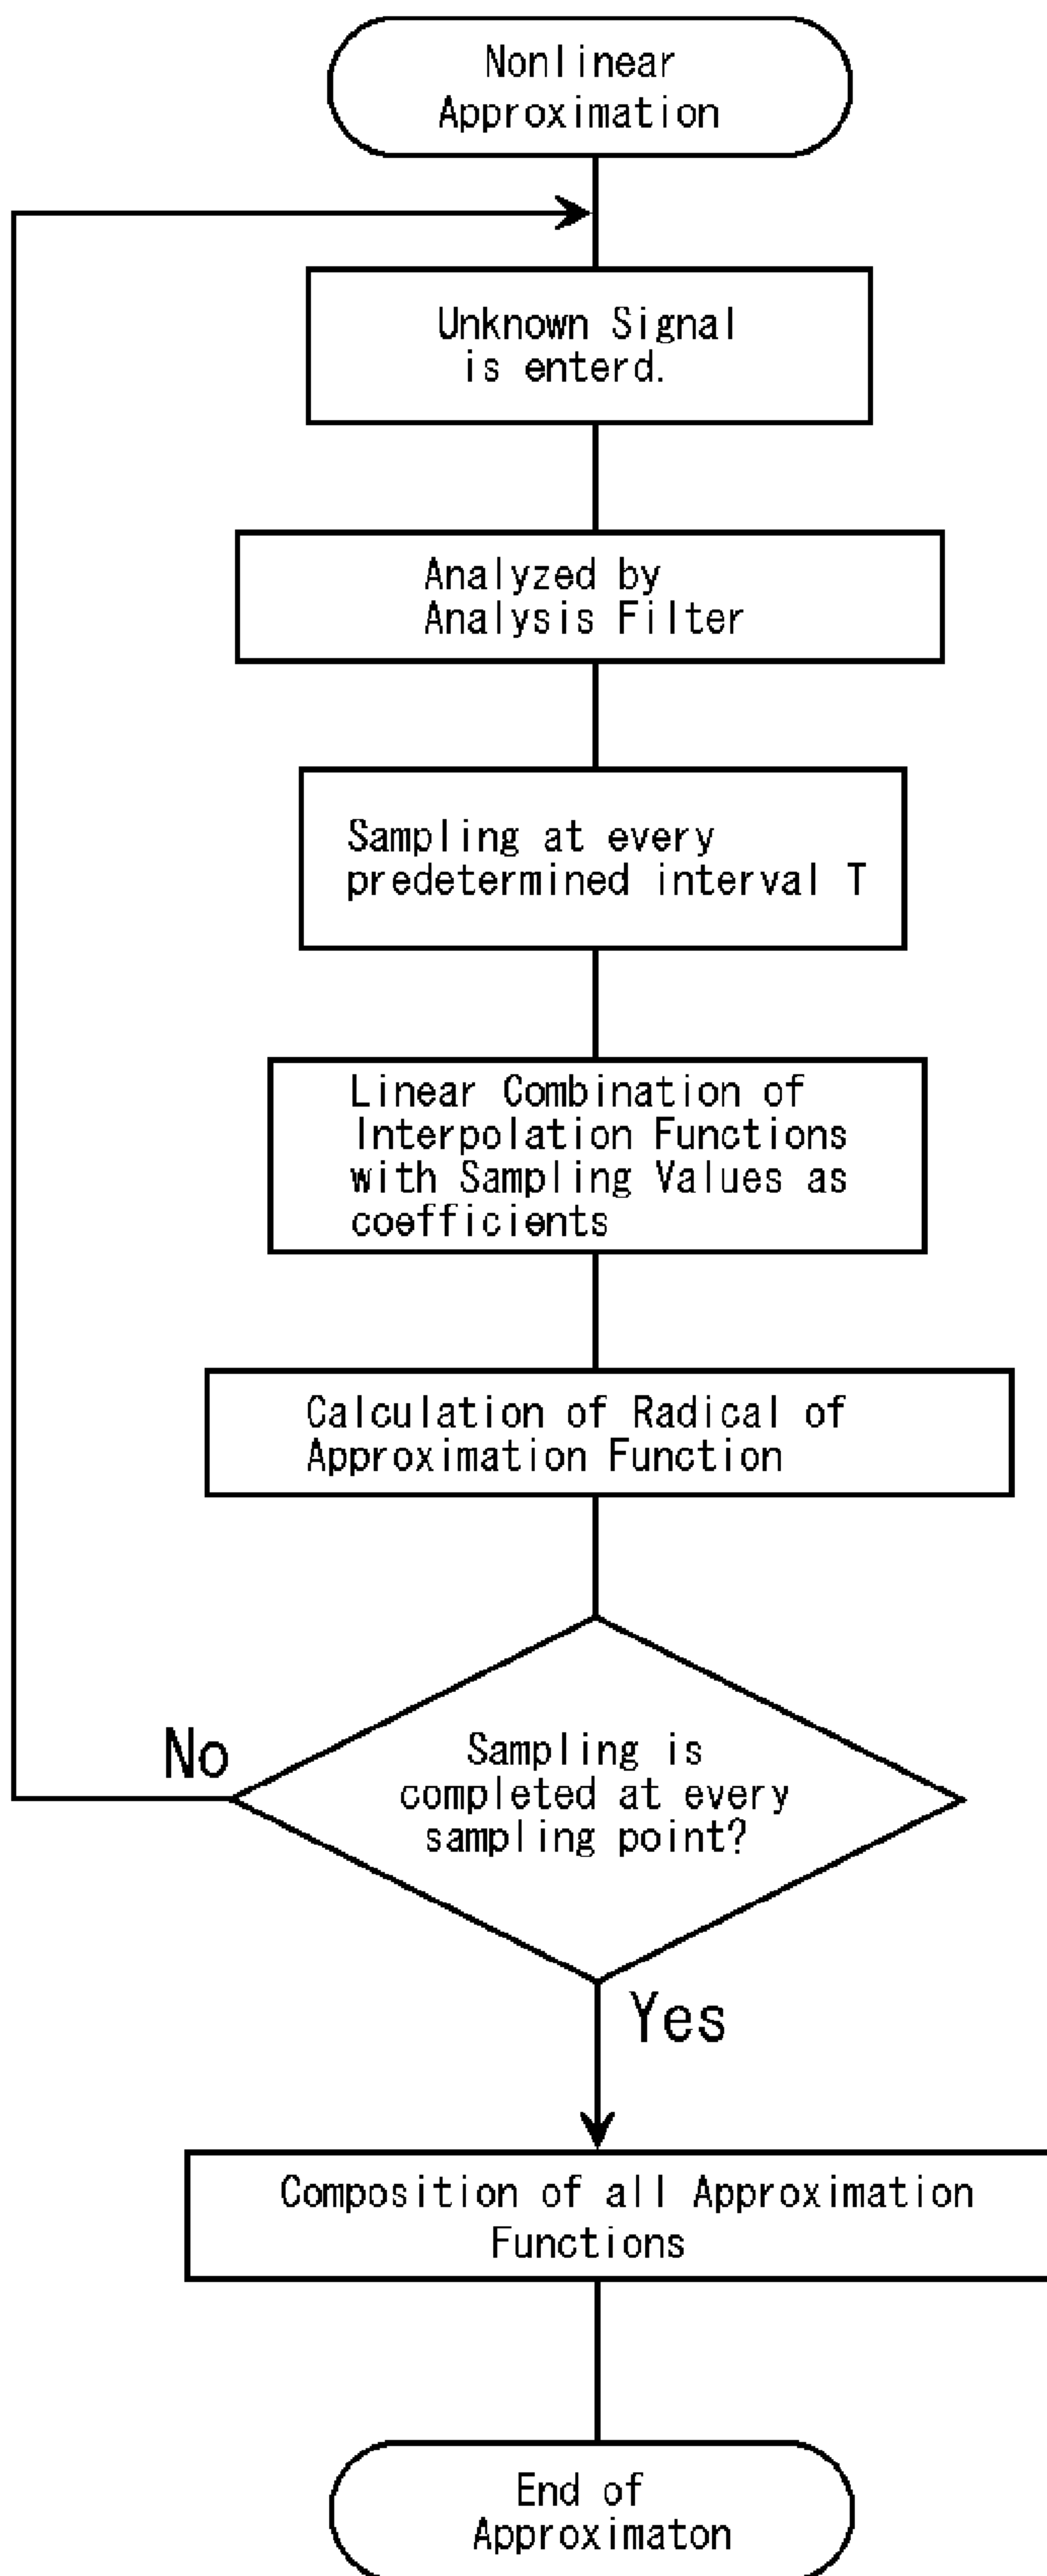 Nonlinear
Approximation
Unknown Signal
is enterd.
Analyzed by
Analysis Filter
Sampling at every
predetermined interval T
Linear Combination of
Interpolation Functions
with Sampling Values as
coefficients
Calculation of Radical of
Approximation Function
Sampling is
completed at every
sampling point?
No
Yes
Composition of all Approximation
Functions
End of
Approximaton